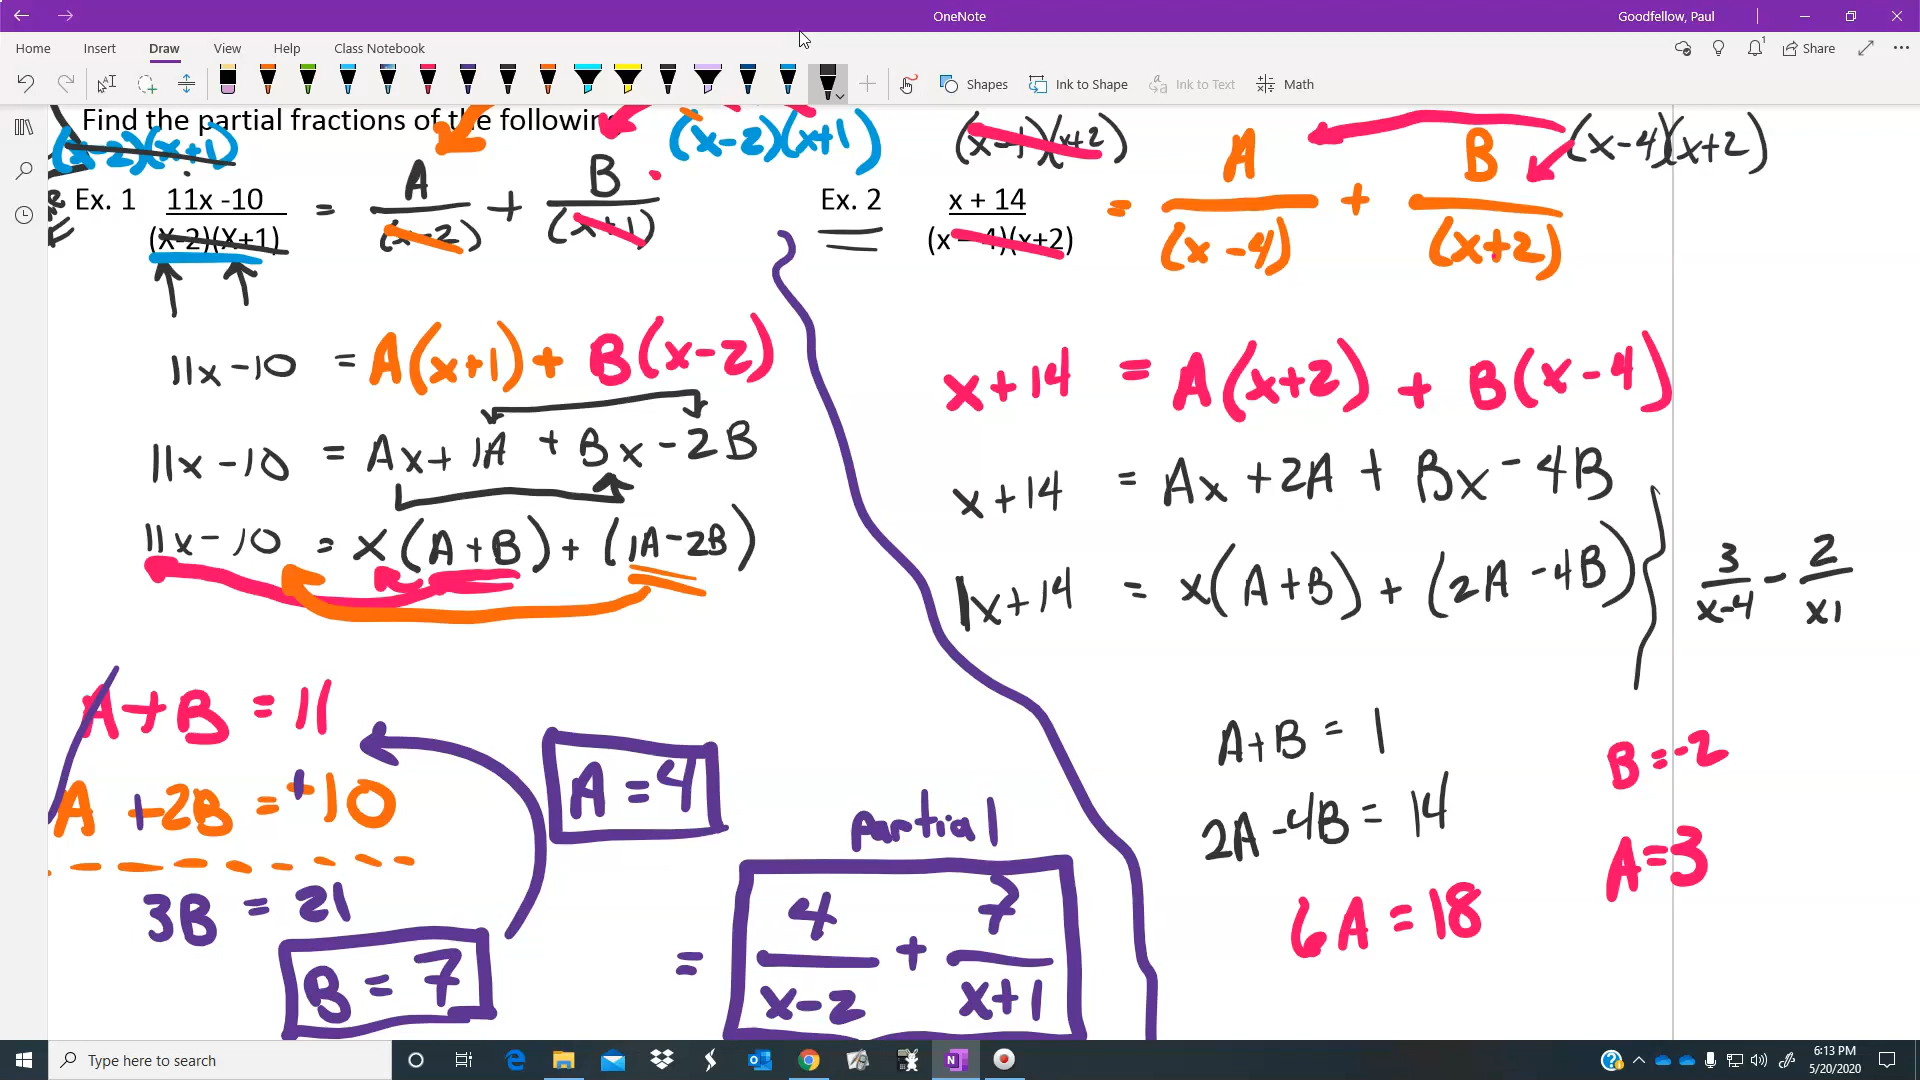 OneNote
Goodfellow, Paul
Home Insert Draw View Help Class Notebook
1
Share
Shapes Ink to Shape Ink to Text Math
Find the partial fractions of the following
(x-2)(x+1)
(x-2)(x+1)
(x-1)(x+2)
(x-4)(x+2)
Ex. 1 11x -10 / (X-2)(X+1) = A / (x-2) + B / (x+1)
11x-10 = A(x+1) + B(x-2)
11x-10 = Ax+1A + Bx-2B
11x-10 = x(A+B)+(1A-2B)
A+B = 11
A +2B = +10
3B = 21
B = 7
A = 4
Partial
= 4 / x-2 + 7 / x+1
Ex. 2 x + 14 / (x – 4)(x+2) = A / (x-4) + B / (x+2)
x+14 = A(x+2) + B(x-4)
x+14 = Ax +2A + Bx-4B
1x+14 = x(A+B) + (2A -4B)
3 / x-4 - 2 / x1
A+B = 1
2A-4B = 14
6A = 18
B=-2
A=3
Type here to search
6:13 PM
5/20/2020